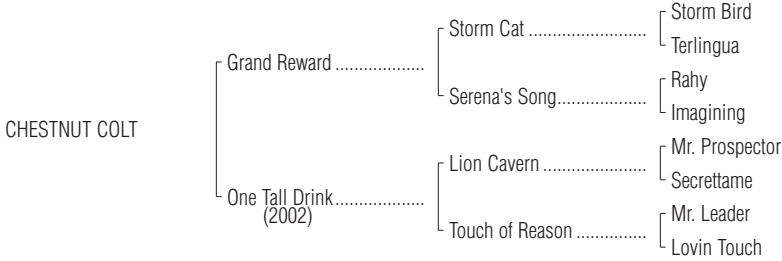 Storm Bird
Storm Cat ........................
Terlingua
Grand Reward ..................
Rahy
Serena's Song..................
Imagining
CHESTNUT COLT
Mr. Prospector
Lion Cavern .....................
Secrettame
One Tall Drink..................
(2002)
Mr. Leader
Touch of Reason ..............
Lovin Touch